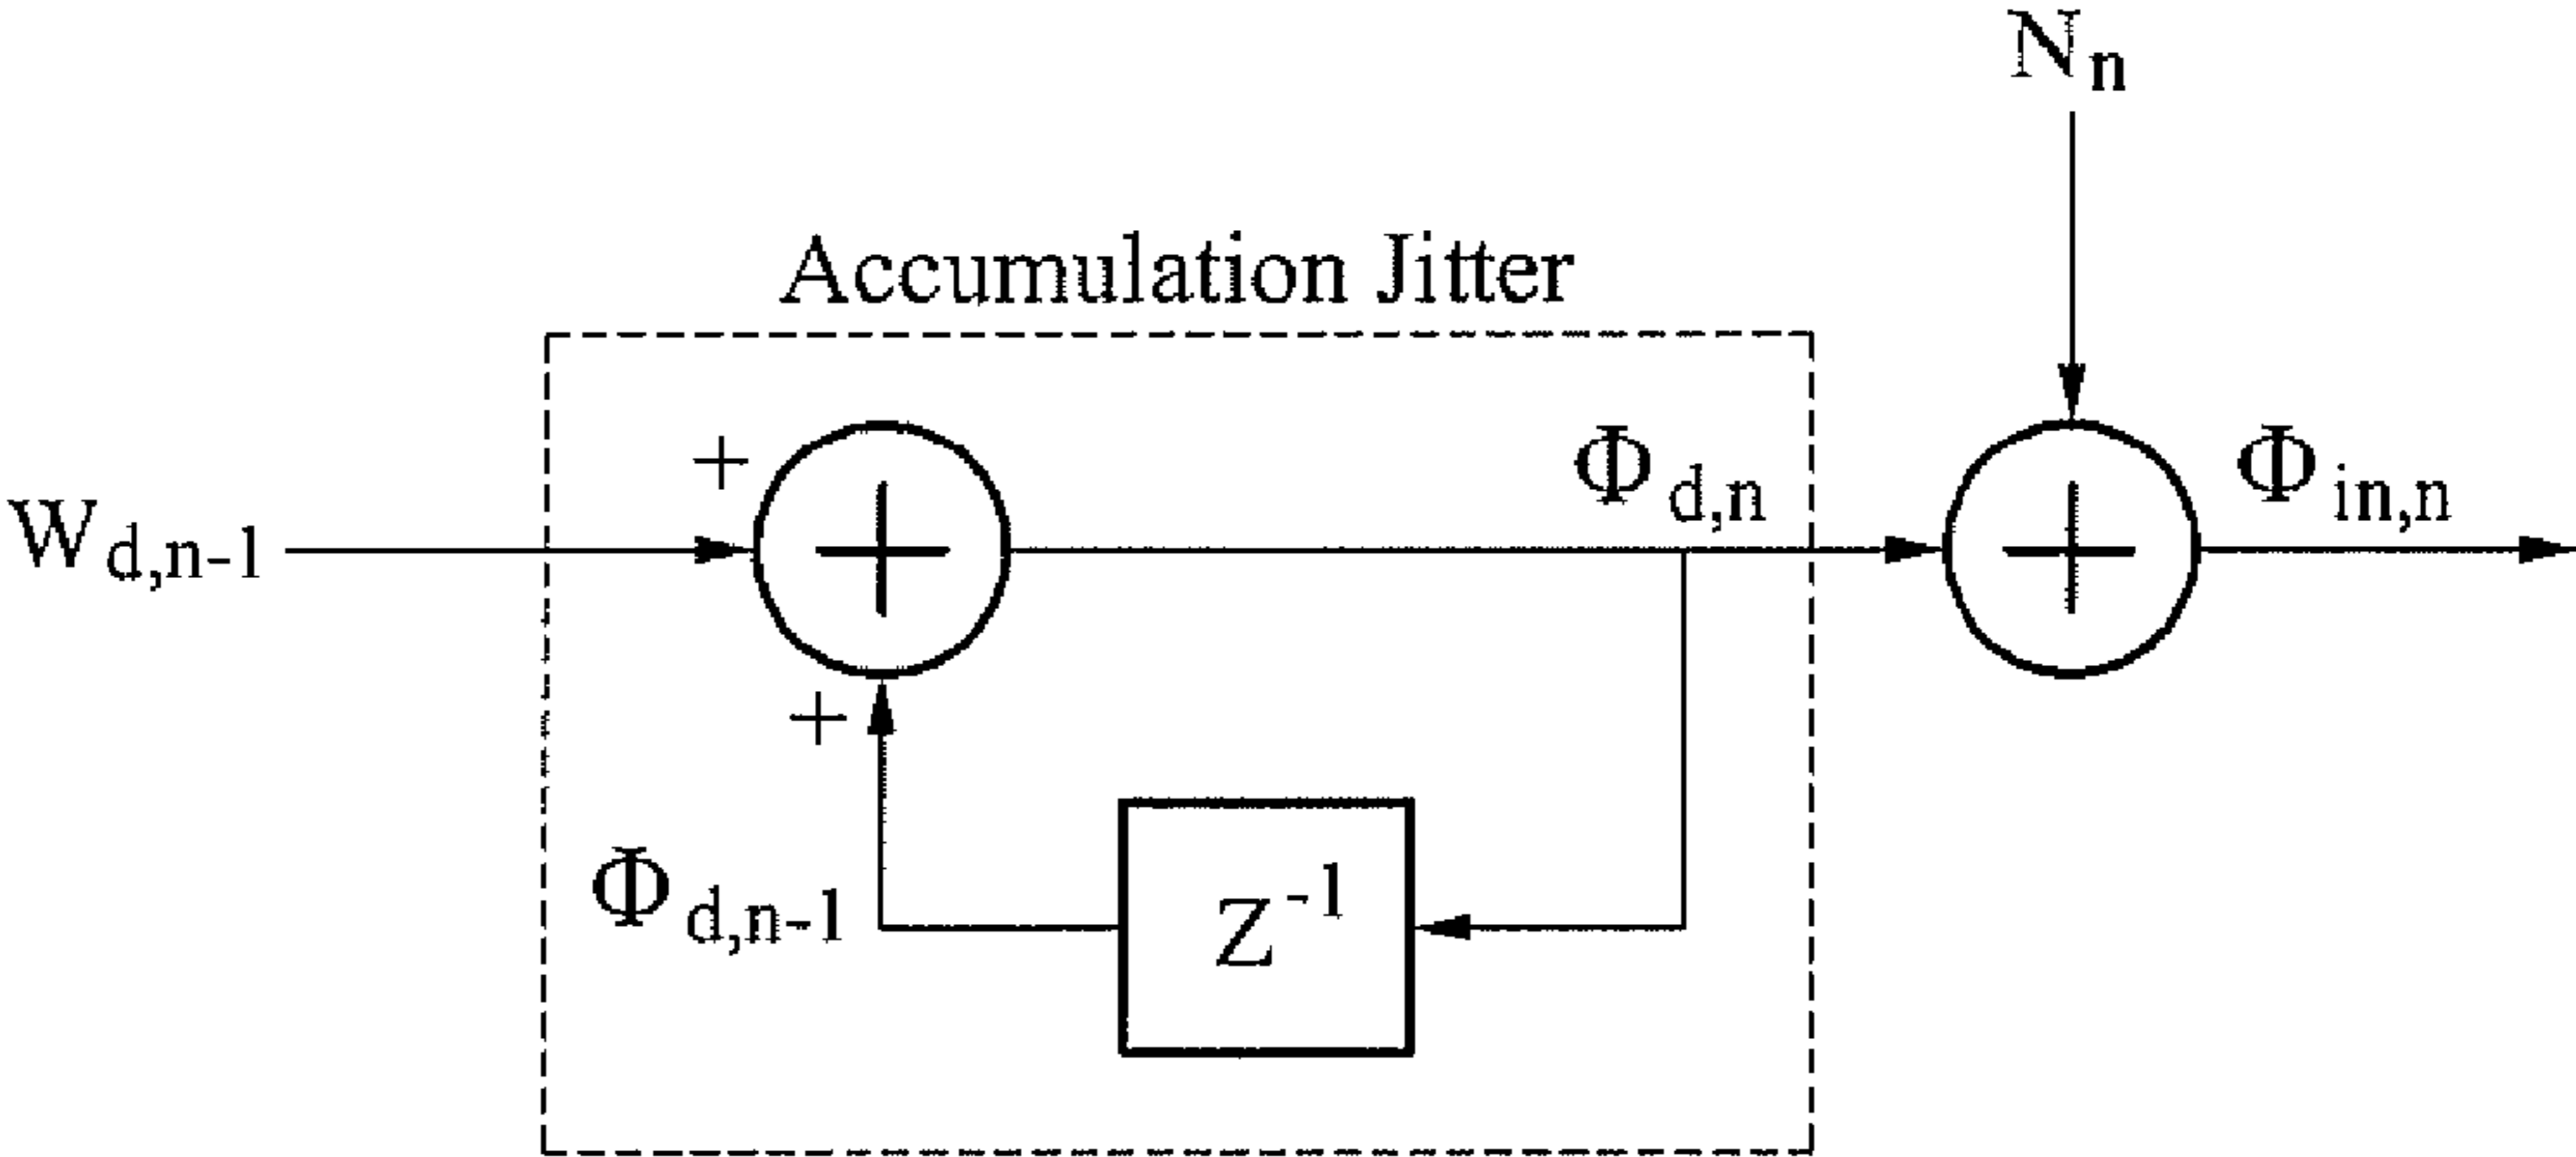 N_n
Accumulation Jitter
+
Φ_d,n
Φ_in,n
W_d,n-1
+
Φ_d,n-1
Z^-1